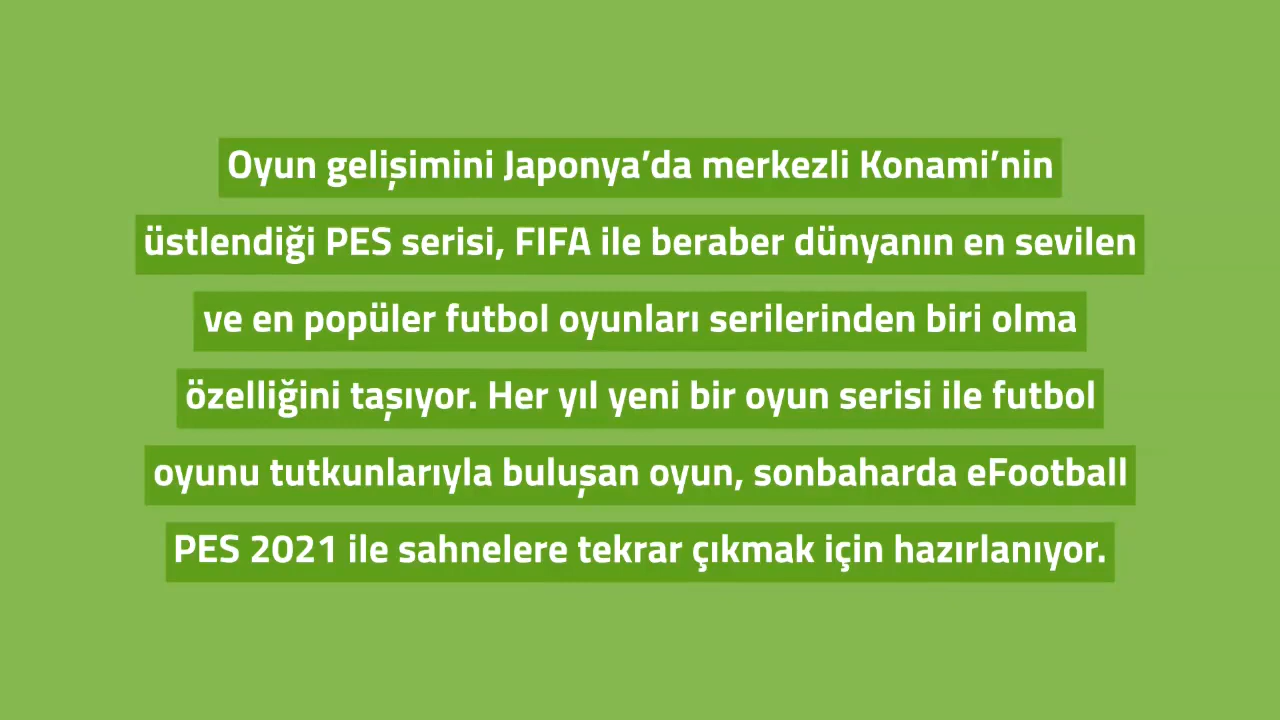 Oyun gelişimini Japonya’da merkezli Konami’nin
üstlendiği PES serisi, FIFA ile beraber dünyanın en sevilen
ve en popüler futbol oyunları serilerinden biri olma
özelliğini taşıyor. Her yıl yeni bir oyun serisi ile futbol
oyunu tutkunlarıyla buluşan oyun, sonbaharda eFootball
PES 2021 ile sahnelere tekrar çıkmak için hazırlanıyor.